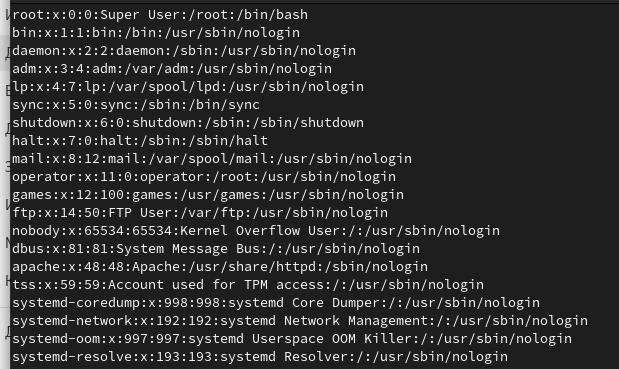 root:x:0:0:Super User:/root:/bin/bash
bin:x:1:1:bin:/bin:/usr/sbin/nologin
daemon:x:2:2:daemon:/sbin:/usr/sbin/nologin
adm:x:3:4:adm:/var/adm:/usr/sbin/nologin
lp:x:4:7:lp:/var/spool/lpd:/usr/sbin/nologin
sync:x:5:0:sync:/sbin:/bin/sync
shutdown:x:6:0:shutdown:/sbin:/sbin/shutdown
halt:x:7:0:halt:/sbin:/sbin/halt
mail:x:8:12:mail:/var/spool/mail:/usr/sbin/nologin
operator:x:11:0:operator:/root:/usr/sbin/nologin
games:x:12:100:games:/usr/games:/usr/sbin/nologin
ftp:x:14:50:FTP User:/var/ftp:/usr/sbin/nologin
nobody:x:65534:65534:Kernel Overflow User:/:/usr/sbin/nologin
dbus:x:81:81:System Message Bus:/:/usr/sbin/nologin
apache:x:48:48:Apache:/usr/share/httpd:/sbin/nologin
tss:x:59:59:Account used for TPM access:/:/usr/sbin/nologin
systemd-coredump:x:998:998:systemd Core Dumper:/:/usr/sbin/nologin
systemd-network:x:192:192:systemd Network Management:/:/usr/sbin/nologin
systemd-oom:x:997:997:systemd Userspace OOM Killer:/:/usr/sbin/nologin
systemd-resolve:x:193:193:systemd Resolver:/:/usr/sbin/nologin